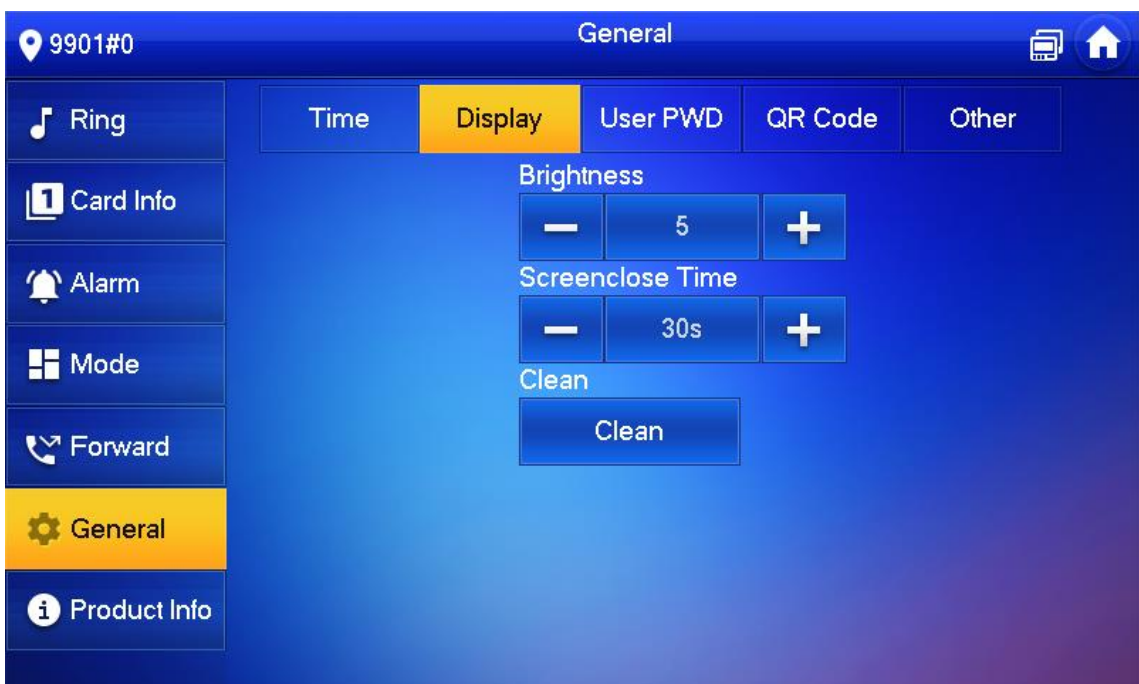 9901#0
General
Ring
Card Info
Alarm
Mode
Forward
General
Product Info
Time Display User PWD QR Code Other
Brightness
5
Screenclose Time
30s
Clean
Clean